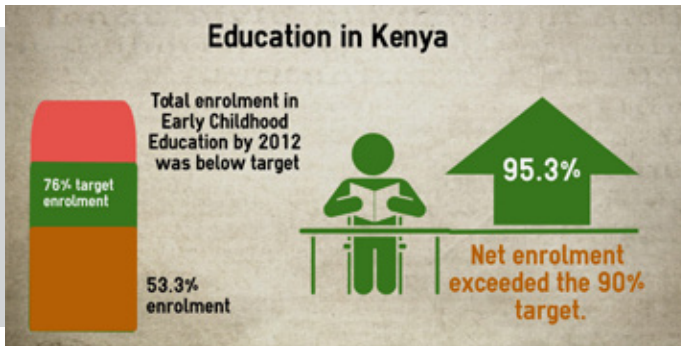 Education in Kenya
Total enrolment in
Early Childhood
Education by 2012
was below target
76% target
enrolment
53.3%
enrolment
95.3%
Net enrolment
exceeded the 90%
target.